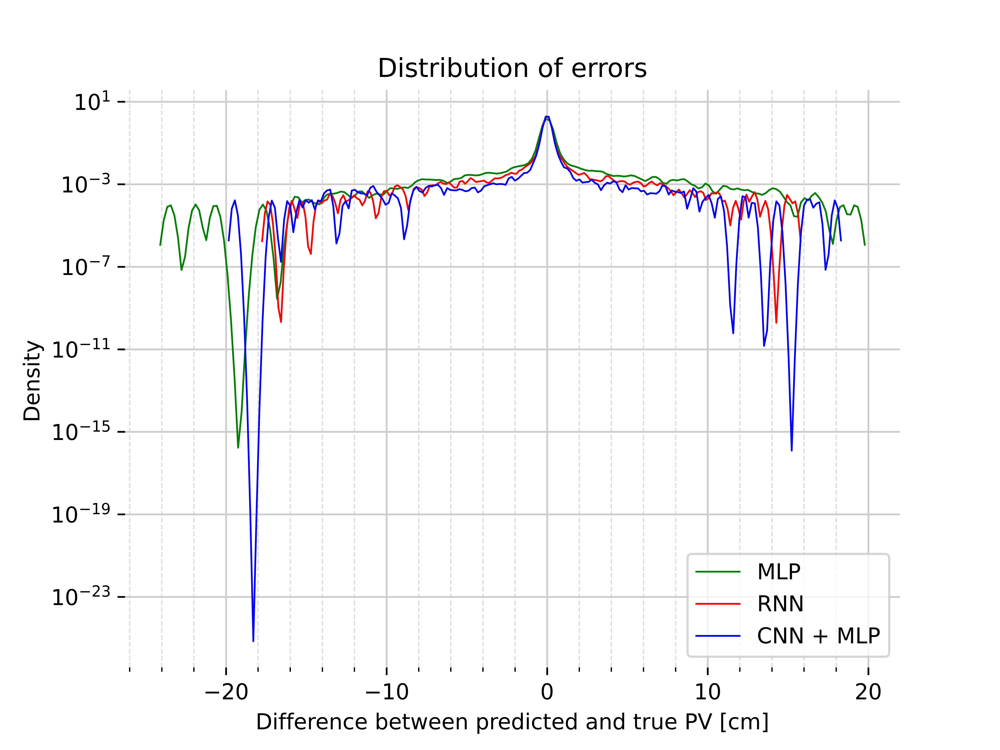 Distribution of errors
10¹
10⁻³
10⁻⁷
10⁻¹¹
10⁻¹⁵
10⁻¹⁹
10⁻²³
Density
−20 −10 0 10 20
Difference between predicted and true PV [cm]
MLP
RNN
CNN + MLP